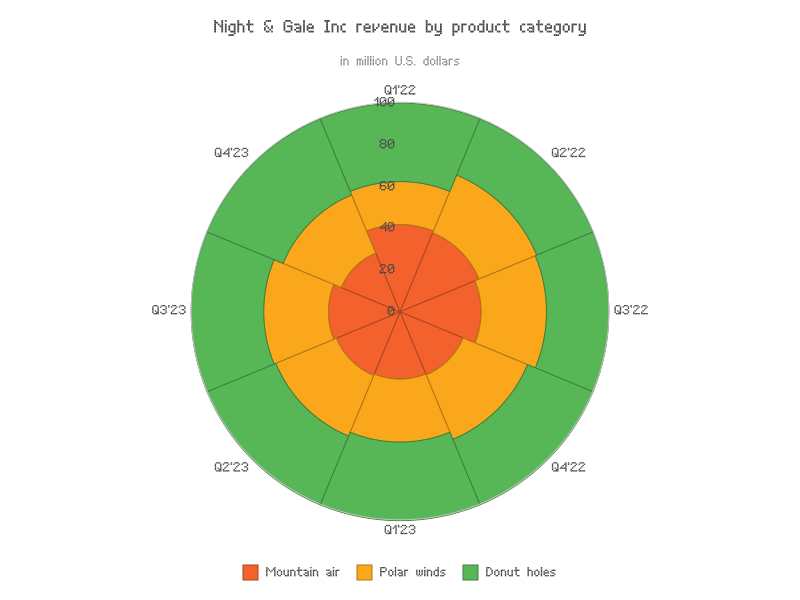 Night & Gale Inc revenue by product category
in million U.S. dollars
Q1'22
100
Q4'23
80
Q2'22
60
40
20
Q3'23
0
Q3'22
Q2'23
Q4'22
Q1'23
Mountain air
Polar winds
Donut holes